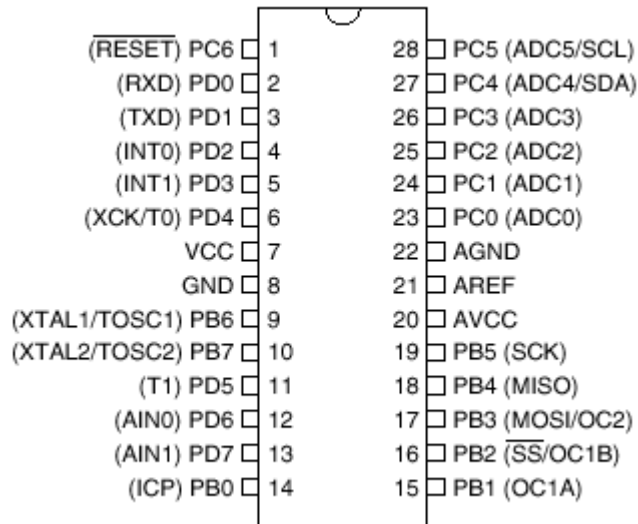 (RESET) PC6 1 28 PC5 (ADC5/SCL)
(RXD) PD0 2 27 PC4 (ADC4/SDA)
(TXD) PD1 3 26 PC3 (ADC3)
(INT0) PD2 4 25 PC2 (ADC2)
(INT1) PD3 5 24 PC1 (ADC1)
(XCK/T0) PD4 6 23 PC0 (ADC0)
VCC 7 22 AGND
GND 8 21 AREF
(XTAL1/TOSC1) PB6 9 20 AVCC
(XTAL2/TOSC2) PB7 10 19 PB5 (SCK)
(T1) PD5 11 18 PB4 (MISO)
(AIN0) PD6 12 17 PB3 (MOSI/OC2)
(AIN1) PD7 13 16 PB2 (SS/OC1B)
(ICP) PB0 14 15 PB1 (OC1A)